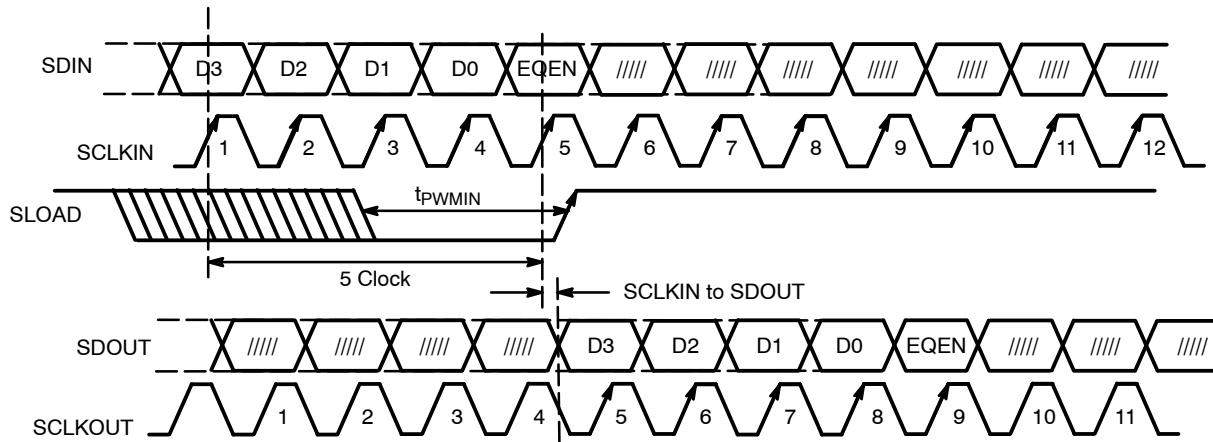 SDIN D3 D2 D1 D0 EQEN ///// ///// ///// ///// ///// ///// /////
SCLKIN 1 2 3 4 5 6 7 8 9 10 11 12
SLOAD tPWMIN
5 Clock
SCLKIN to SDOUT
SDOUT ///// ///// ///// ///// D3 D2 D1 D0 EQEN ///// ///// /////
SCLKOUT 1 2 3 4 5 6 7 8 9 10 11